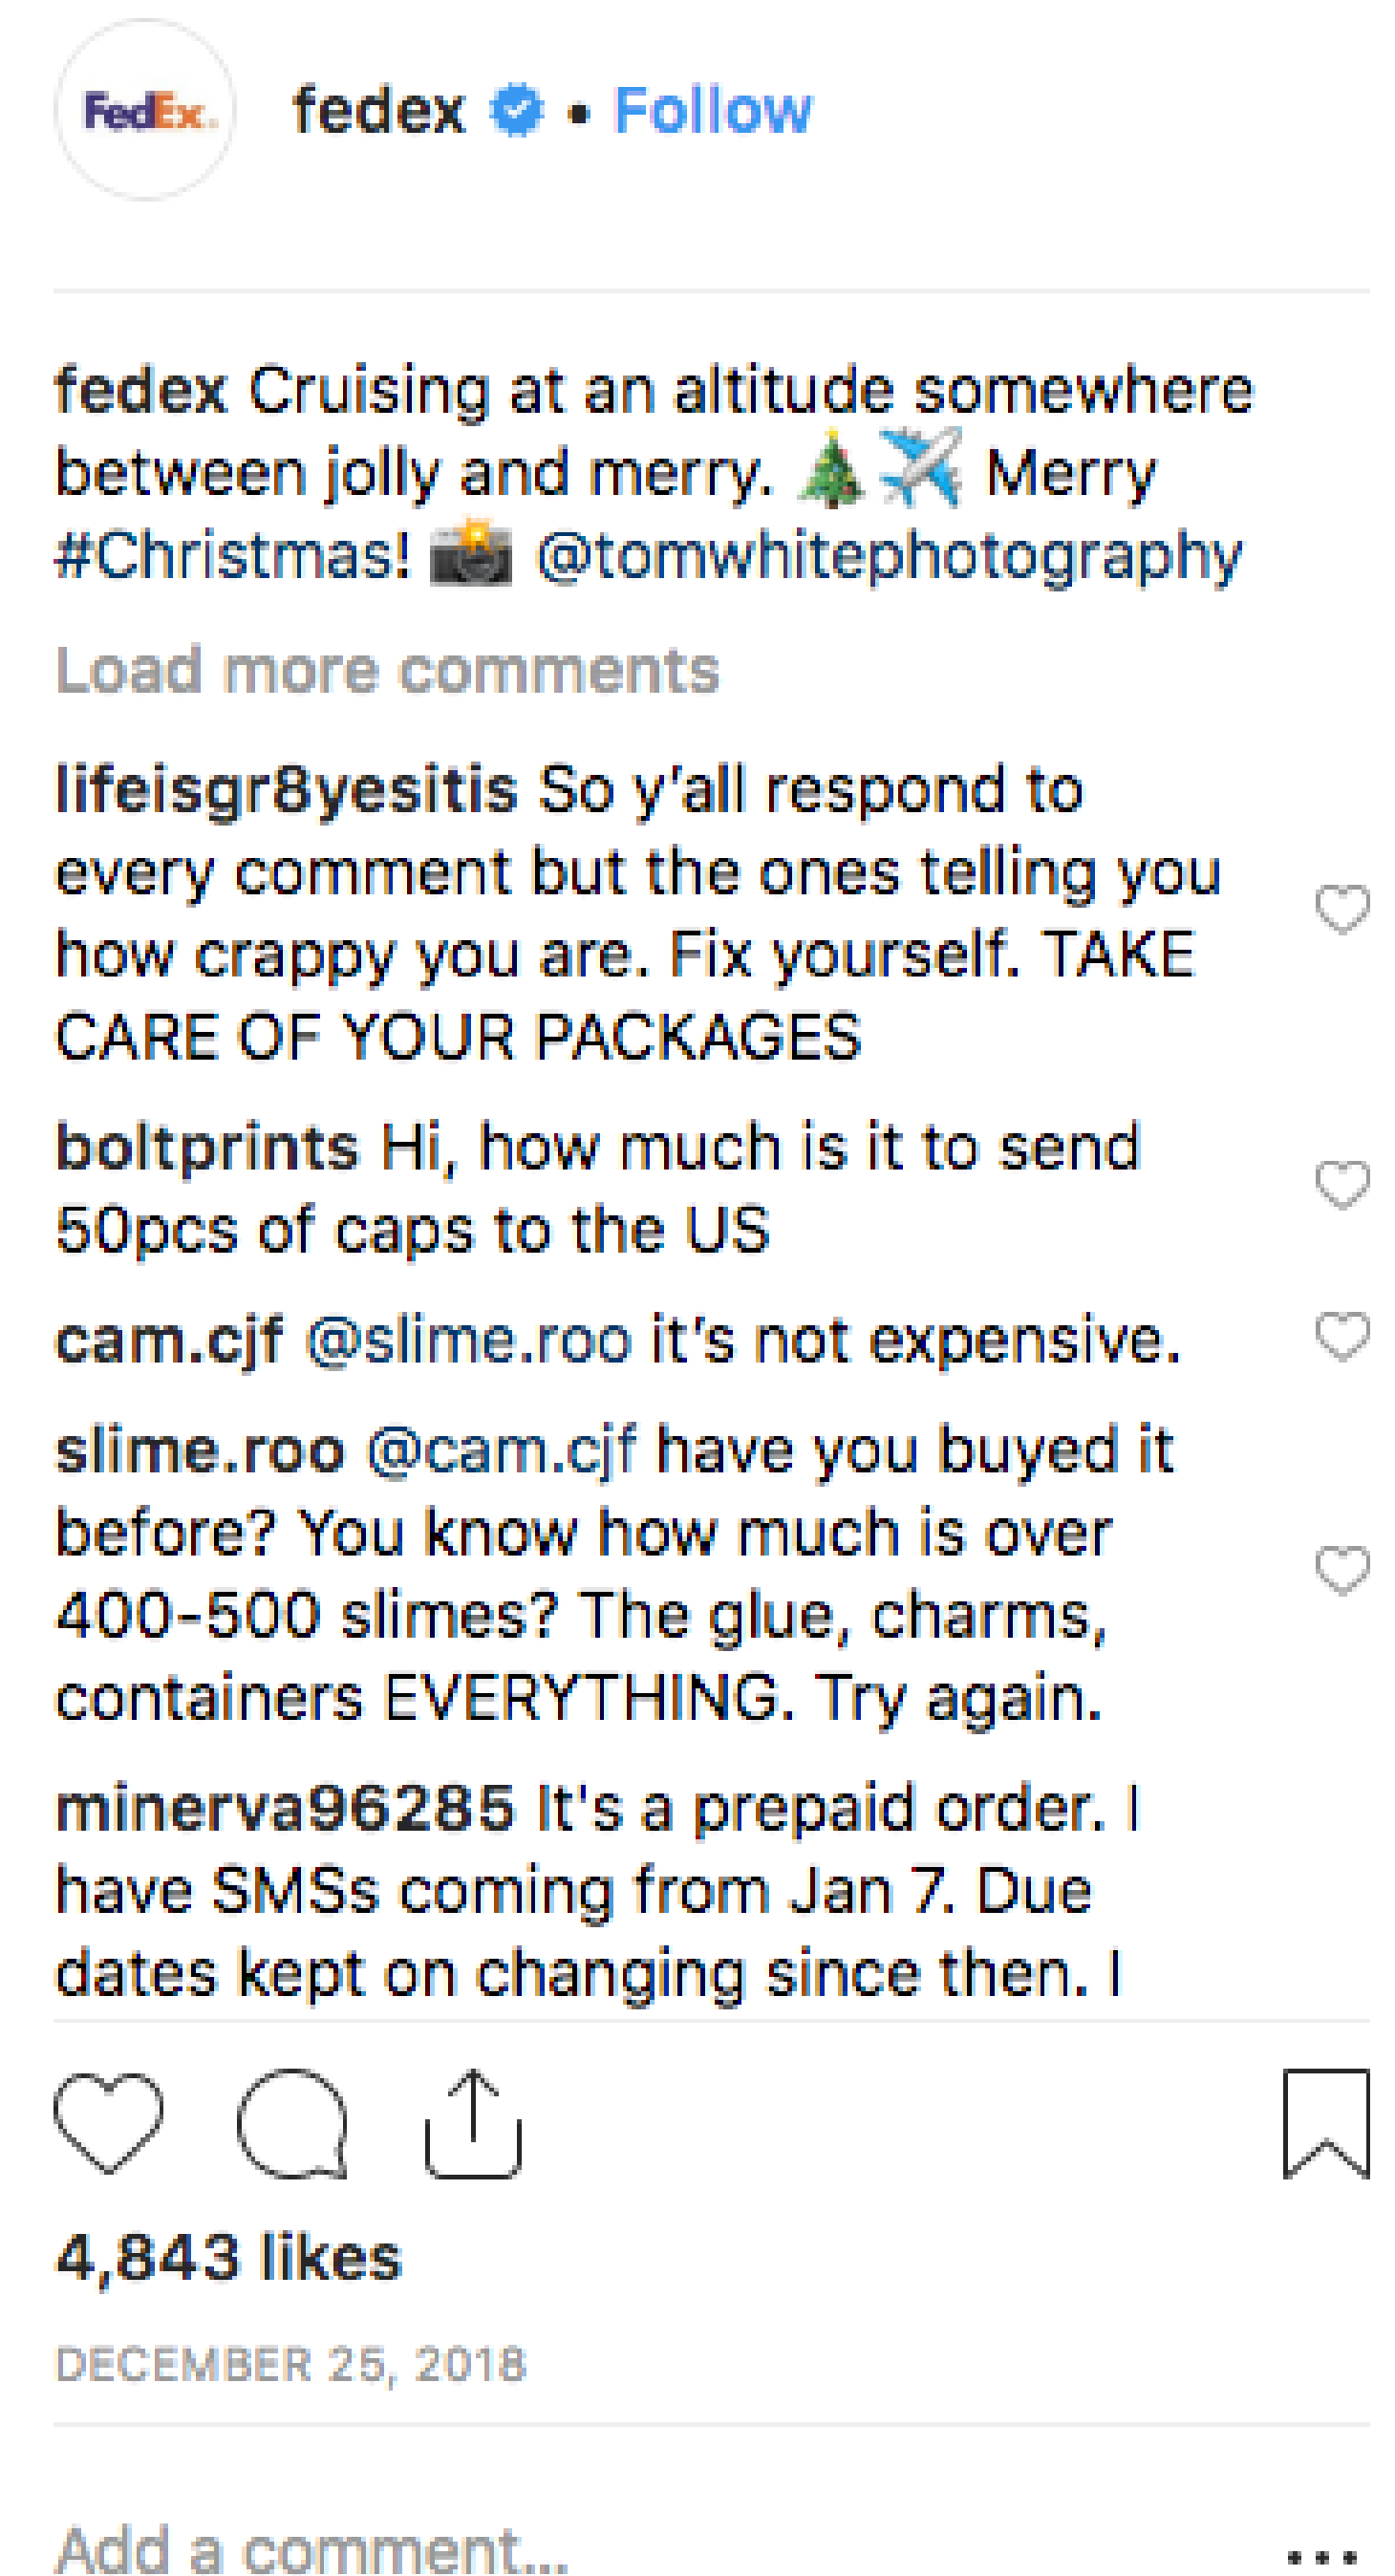 FedEx.
fedex • Follow
fedex Cruising at an altitude somewhere
between jolly and merry. 🎄✈️ Merry
#Christmas! 📸 @tomwhitephotography
Load more comments
lifeisgr8yesitis So y'all respond to
every comment but the ones telling you
how crappy you are. Fix yourself. TAKE
CARE OF YOUR PACKAGES
boltprints Hi, how much is it to send
50pcs of caps to the US
cam.cjf @slime.roo it's not expensive.
slime.roo @cam.cjf have you buyed it
before? You know how much is over
400-500 slimes? The glue, charms,
containers EVERYTHING. Try again.
minerva96285 It's a prepaid order. I
have SMSs coming from Jan 7. Due
dates kept on changing since then. I
4,843 likes
DECEMBER 25, 2018
Add a comment...